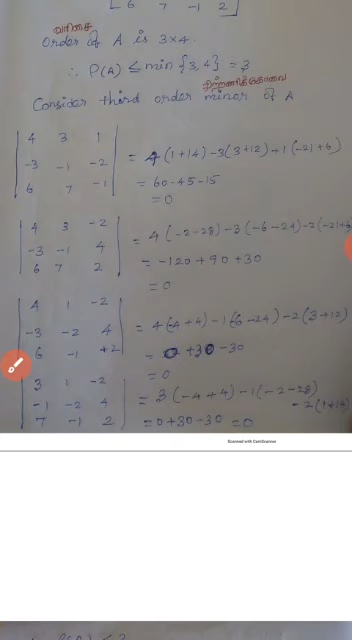 [ 6 7 -1 2 ]
வரிசை
Order of A is 3×4.
∴ P(A) ≤ min {3,4} = 3
சிற்றணிக்கோவை
Consider third order minor of A
| 4 3 1 |
| -3 -1 -2 | = 4(1+14)-3(3+12)+1(-21+6)
| 6 7 -1 | = 60-45-15
= 0
| 4 3 -2 |
| -3 -1 4 | = 4(-2-28)-3(-6-24)-2(-21+6)
| 6 7 2 | = -120+90+30
= 0
| 4 1 -2 |
| -3 -2 4 | = 4(-4+4)-1(-6-24)-2(3+12)
| 6 -1 +2 | = 0+30-30
= 0
| 3 1 -2 |
| -1 -2 4 | = 3(-4+4)-1(-2-28)
-2(1+14)
| 7 -1 2 | = 0+30-30 = 0
Scanned with CamScanner